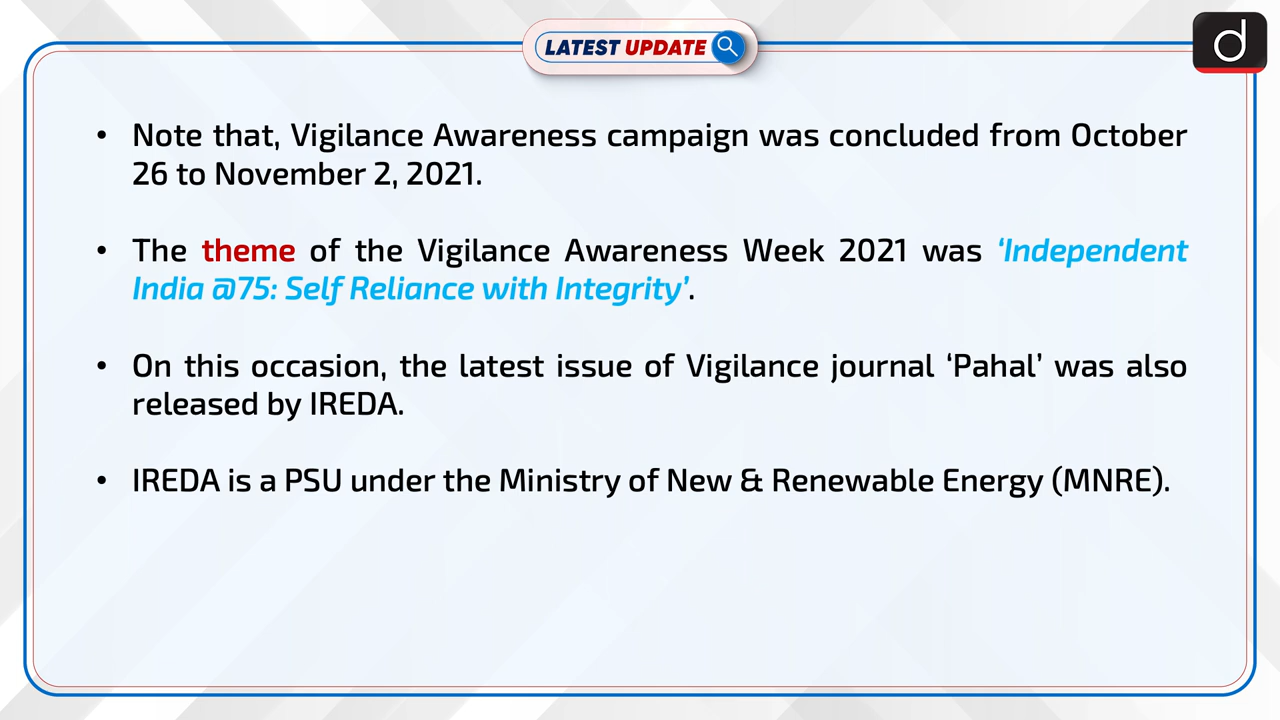 LATEST UPDATE
d
• Note that, Vigilance Awareness campaign was concluded from October
26 to November 2, 2021.
• The theme of the Vigilance Awareness Week 2021 was ‘Independent
India @75: Self Reliance with Integrity’.
• On this occasion, the latest issue of Vigilance journal ‘Pahal’ was also
released by IREDA.
• IREDA is a PSU under the Ministry of New & Renewable Energy (MNRE).